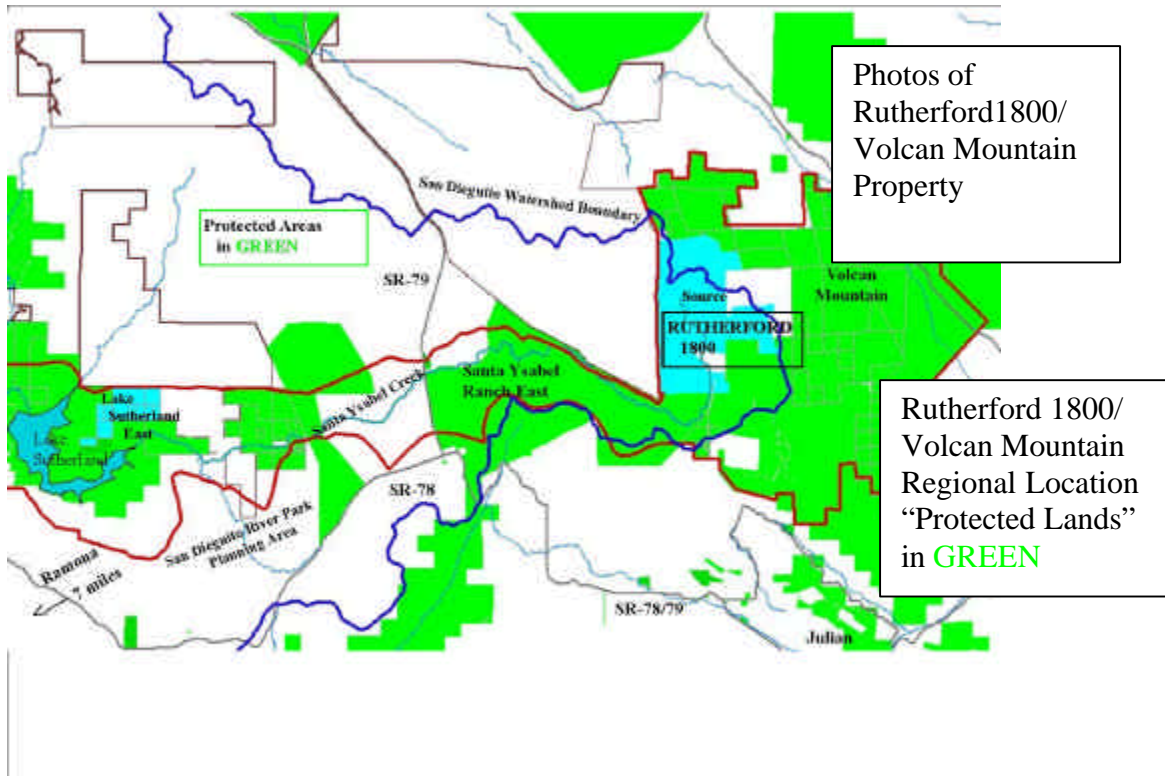 Photos of
Rutherford1800/
Volcan Mountain
Property
San Dieguito Watershed Boundary
Protected Areas
in GREEN
SR-79
Volcan
Mountain
Source
RUTHERFORD
1800
Santa Ysabel
Ranch East
Santa Ysabel Creek
Lake
Sutherland
East
Lake
Sutherland
Rutherford 1800/
Volcan Mountain
Regional Location
“Protected Lands”
in GREEN
SR-78
San Dieguito River Park
Planning Area
Ramona
7 miles
SR-78/79
Julian